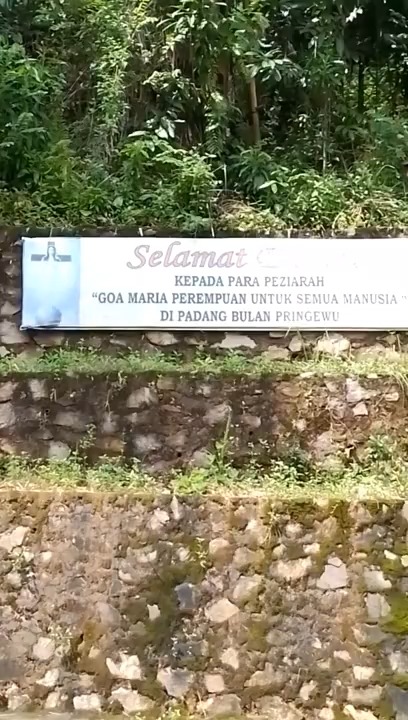 Selamat
KEPADA PARA PEZIARAH
“GOA MARIA PEREMPUAN UNTUK SEMUA MANUSIA ”
DI PADANG BULAN PRINGEWU